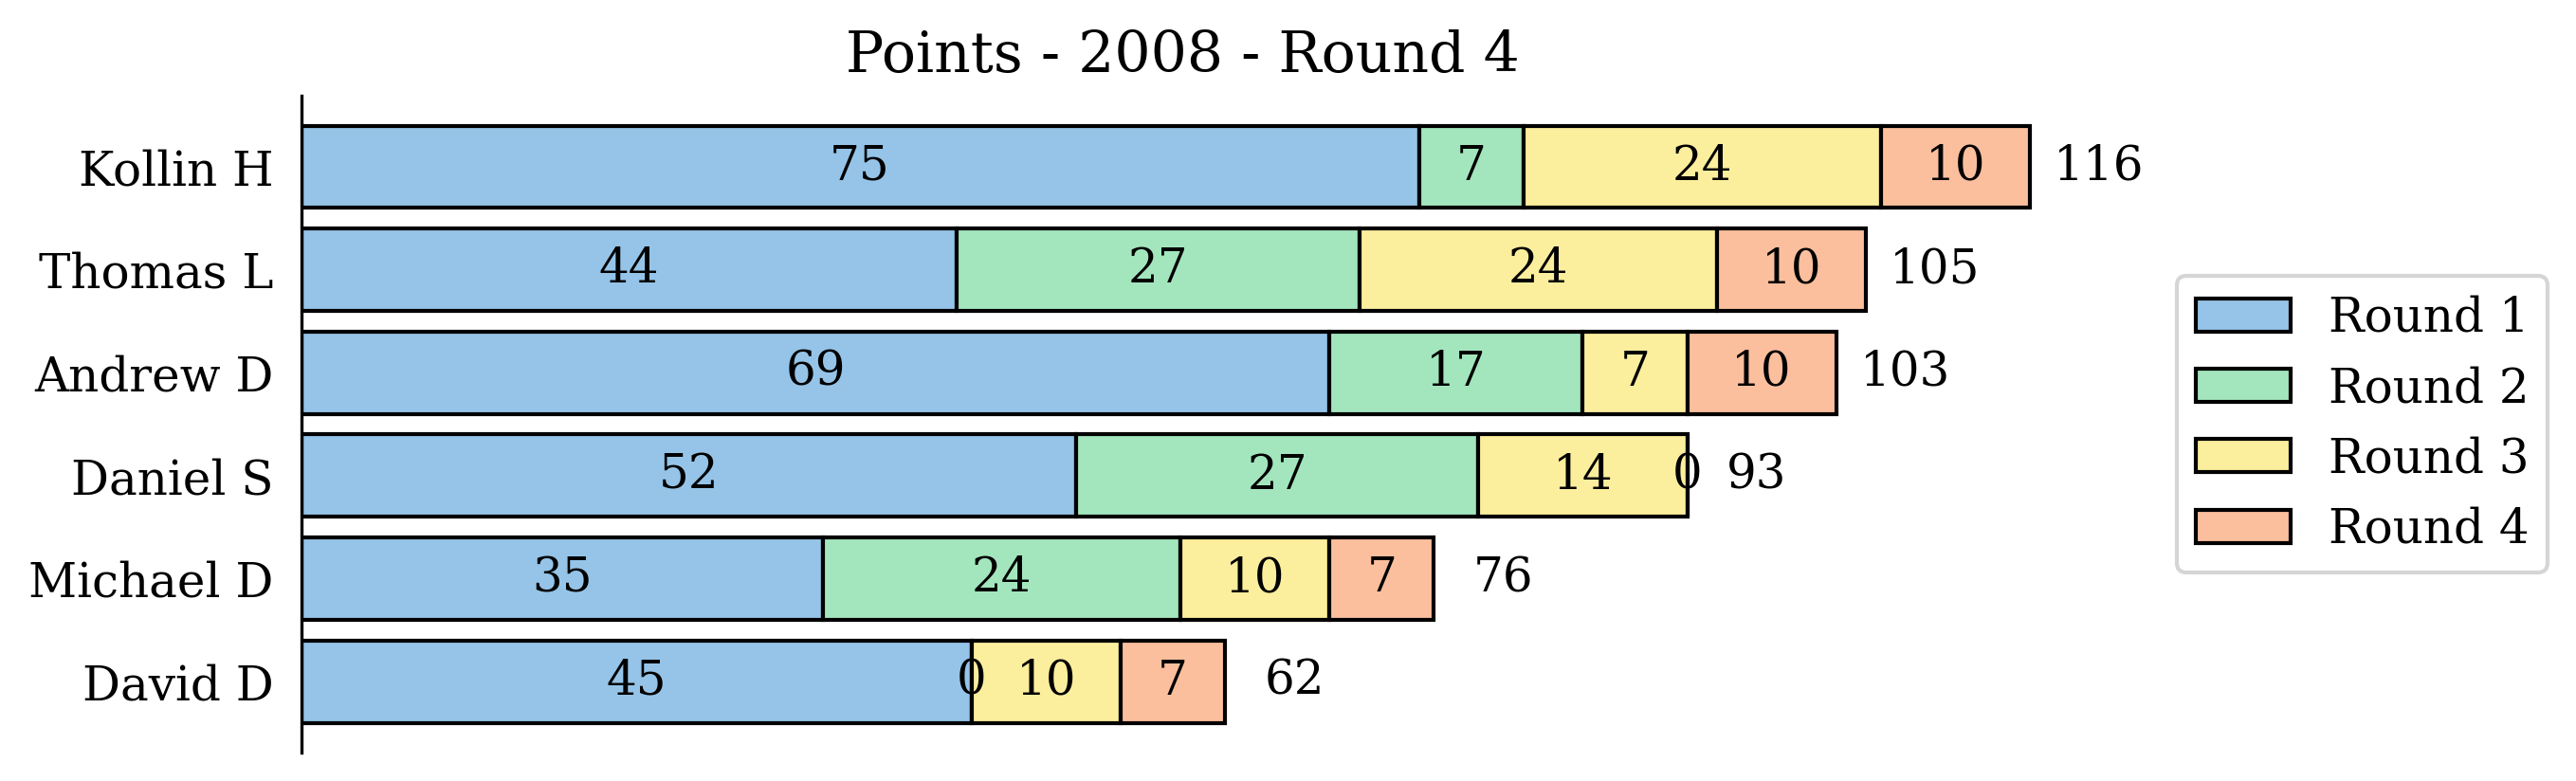 Points - 2008 - Round 4
Kollin H 75 7 24 10 116
Thomas L 44 27 24 10 105
Andrew D 69 17 7 10 103
Daniel S 52 27 14 0 93
Michael D 35 24 10 7 76
David D 45 0 10 7 62
Round 1
Round 2
Round 3
Round 4